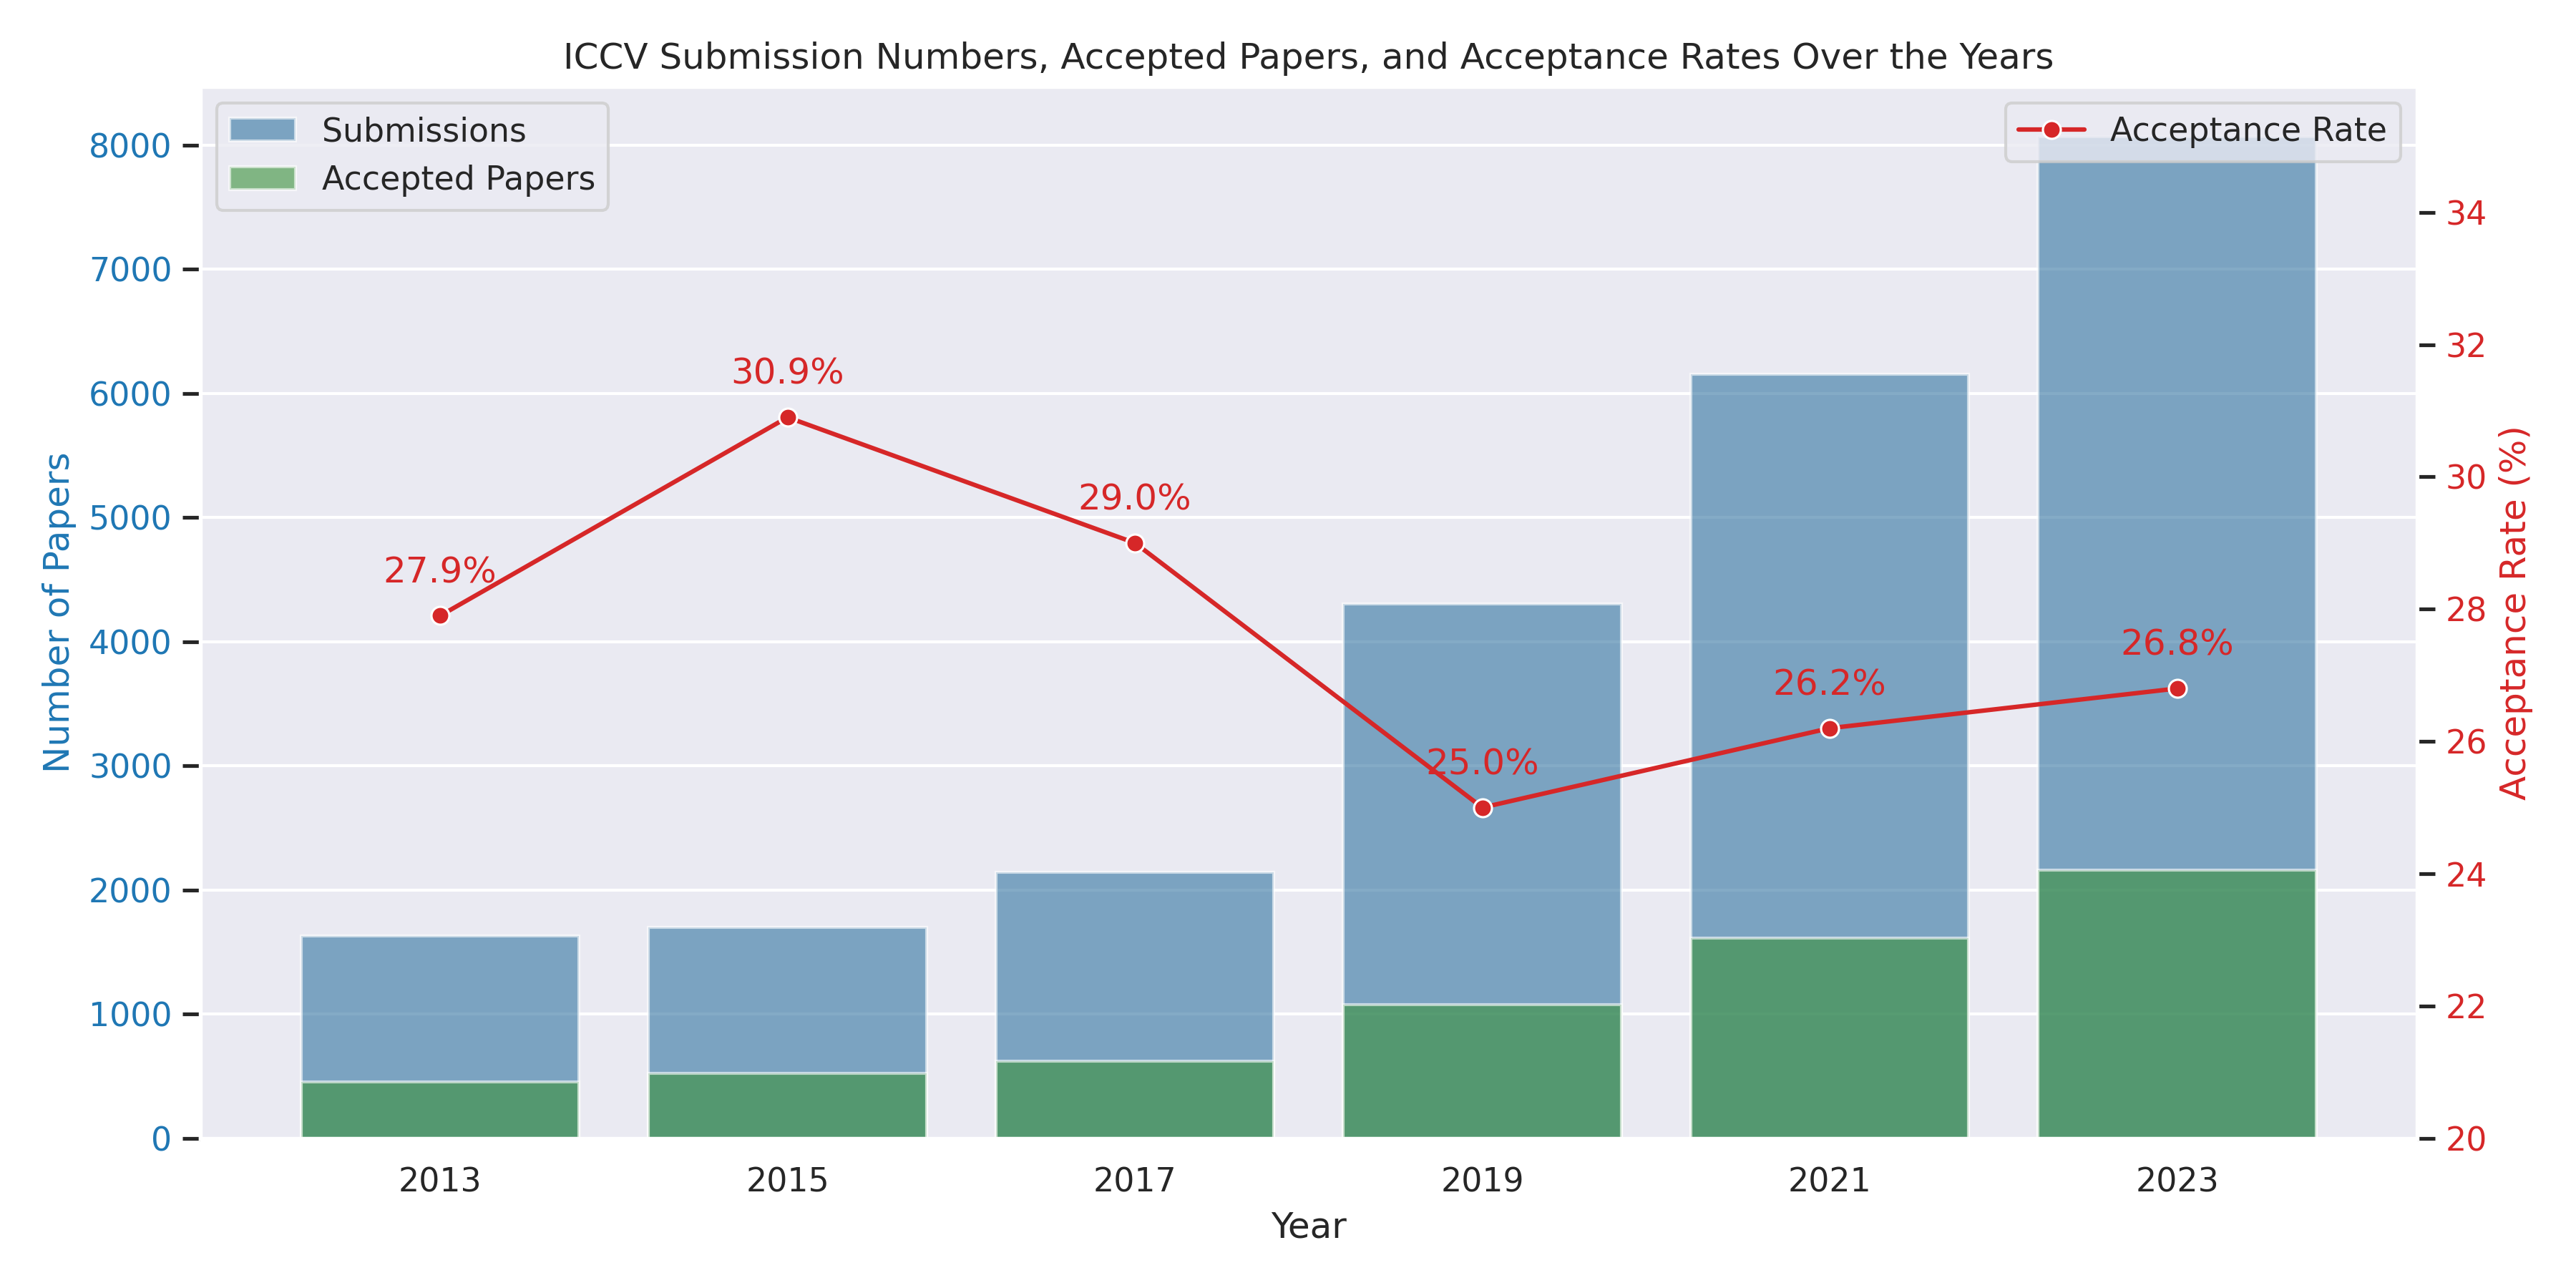 ICCV Submission Numbers, Accepted Papers, and Acceptance Rates Over the Years
Submissions
Accepted Papers
Acceptance Rate
Number of Papers
8000
7000
6000
5000
4000
3000
2000
1000
0
27.9%
30.9%
29.0%
25.0%
26.2%
26.8%
34
32
30
28
26
24
22
20
Acceptance Rate (%)
2013 2015 2017 2019 2021 2023
Year